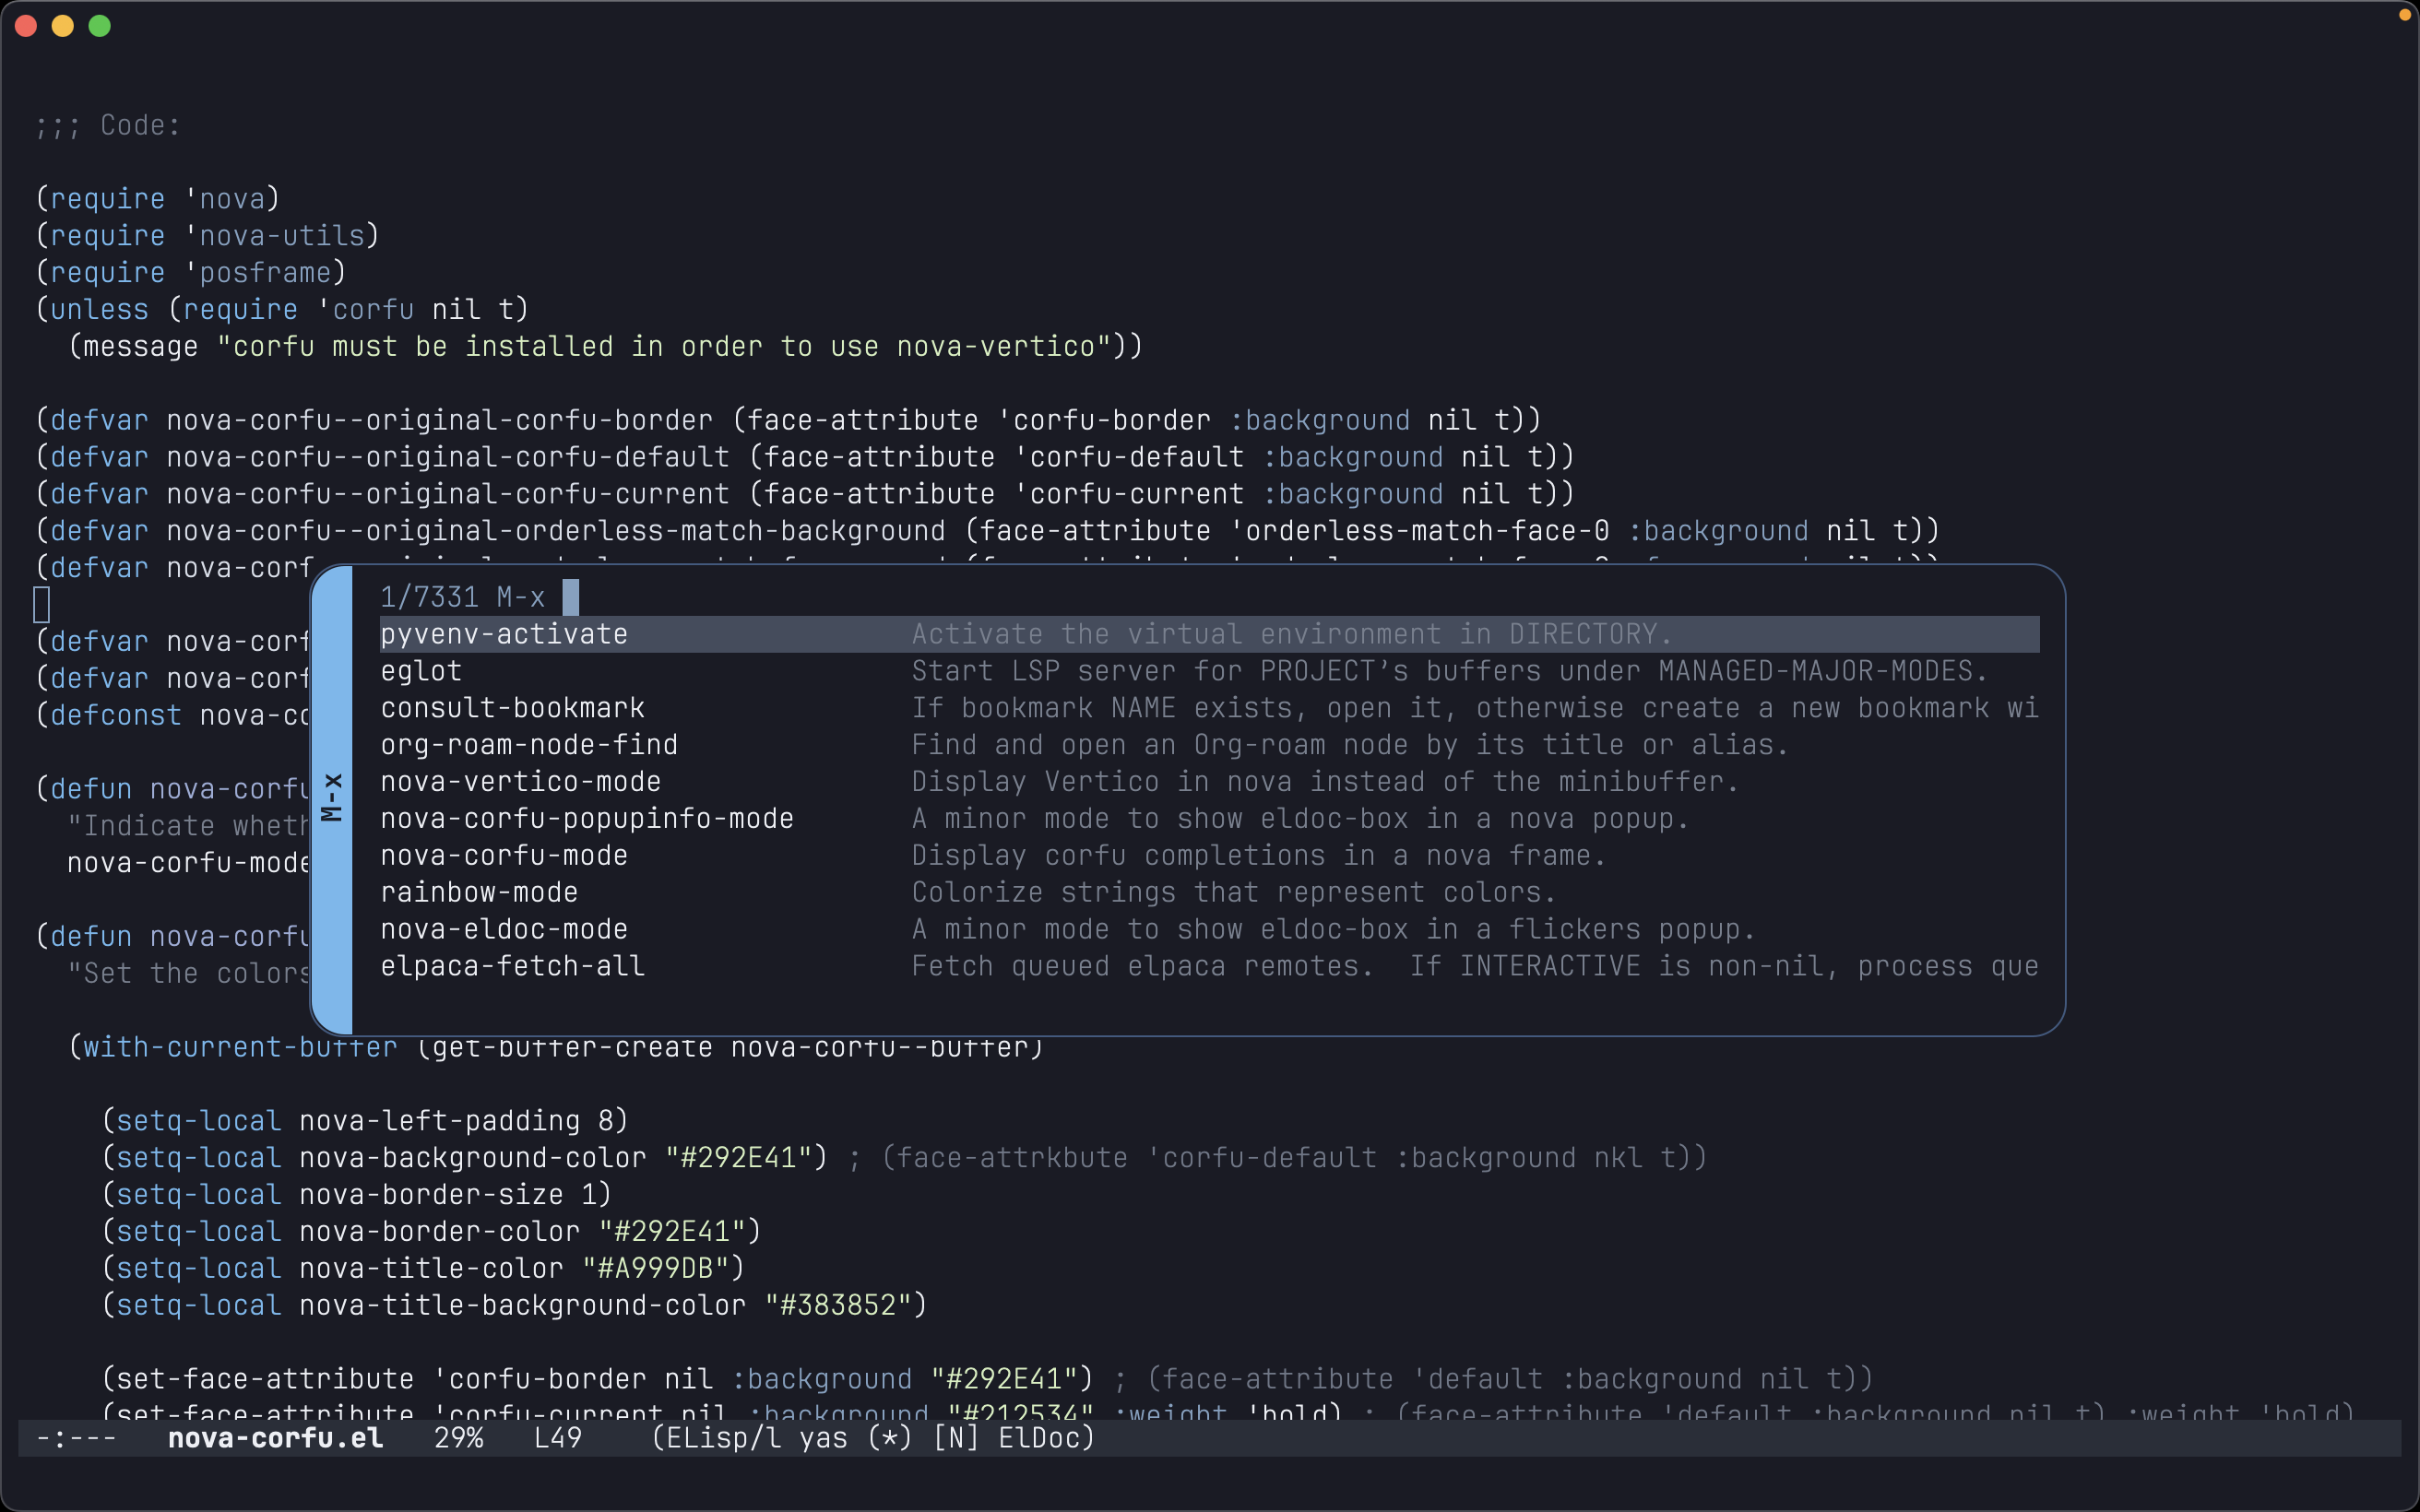 ;;; Code:
(require 'nova)
(require 'nova-utils)
(require 'posframe)
(unless (require 'corfu nil t)
(message "corfu must be installed in order to use nova-vertico"))
(defvar nova-corfu--original-corfu-border (face-attribute 'corfu-border :background nil t))
(defvar nova-corfu--original-corfu-default (face-attribute 'corfu-default :background nil t))
(defvar nova-corfu--original-corfu-current (face-attribute 'corfu-current :background nil t))
(defvar nova-corfu--original-orderless-match-background (face-attribute 'orderless-match-face-0 :background nil t))
(defvar nova-corf
(defvar nova-corf
(defvar nova-corf
(defconst nova-co
(defun nova-corfu
"Indicate wheth
nova-corfu-mode
(defun nova-corfu
"Set the colors
M-x
1/7331 M-x
pyvenv-activate Activate the virtual environment in DIRECTORY.
eglot Start LSP server for PROJECT’s buffers under MANAGED-MAJOR-MODES.
consult-bookmark If bookmark NAME exists, open it, otherwise create a new bookmark wi
org-roam-node-find Find and open an Org-roam node by its title or alias.
nova-vertico-mode Display Vertico in nova instead of the minibuffer.
nova-corfu-popupinfo-mode A minor mode to show eldoc-box in a nova popup.
nova-corfu-mode Display corfu completions in a nova frame.
rainbow-mode Colorize strings that represent colors.
nova-eldoc-mode A minor mode to show eldoc-box in a flickers popup.
elpaca-fetch-all Fetch queued elpaca remotes.  If INTERACTIVE is non-nil, process que
(with-current-buffer (get-buffer-create nova-corfu--buffer)
(setq-local nova-left-padding 8)
(setq-local nova-background-color "#292E41") ; (face-attrkbute 'corfu-default :background nkl t))
(setq-local nova-border-size 1)
(setq-local nova-border-color "#292E41")
(setq-local nova-title-color "#A999DB")
(setq-local nova-title-background-color "#383852")
(set-face-attribute 'corfu-border nil :background "#292E41") ; (face-attribute 'default :background nil t))
(set-face-attribute 'corfu-current nil :background "#212534" :weight 'bold) ; (face-attribute 'default :background nil t) :weight 'bold)
-:--- nova-corfu.el 29% L49 (ELisp/l yas (*) [N] ElDoc)